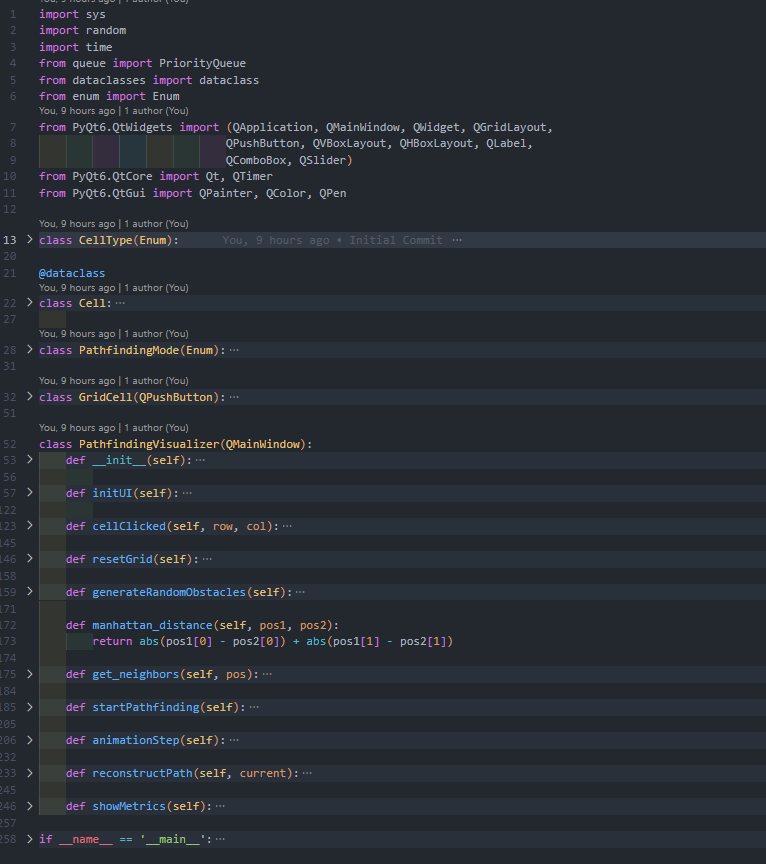 You, 9 hours ago | 1 author (You)
1 import sys
2 import random
3 import time
4 from queue import PriorityQueue
5 from dataclasses import dataclass
6 from enum import Enum
You, 9 hours ago | 1 author (You)
7 from PyQt6.QtWidgets import (QApplication, QMainWindow, QWidget, QGridLayout,
8 QPushButton, QVBoxLayout, QHBoxLayout, QLabel,
9 QComboBox, QSlider)
10 from PyQt6.QtCore import Qt, QTimer
11 from PyQt6.QtGui import QPainter, QColor, QPen
12
You, 9 hours ago | 1 author (You)
13 > class CellType(Enum): You, 9 hours ago • Initial Commit ···
20
21 @dataclass
You, 9 hours ago | 1 author (You)
22 > class Cell: ···
27
You, 9 hours ago | 1 author (You)
28 > class PathfindingMode(Enum): ···
31
You, 9 hours ago | 1 author (You)
32 > class GridCell(QPushButton): ···
51
You, 9 hours ago | 1 author (You)
52 class PathfindingVisualizer(QMainWindow):
53 > def __init__(self): ···
56
57 > def initUI(self): ···
122
123 > def cellClicked(self, row, col): ···
145
146 > def resetGrid(self): ···
158
159 > def generateRandomObstacles(self): ···
171
172 def manhattan_distance(self, pos1, pos2):
173 return abs(pos1[0] - pos2[0]) + abs(pos1[1] - pos2[1])
174
175 > def get_neighbors(self, pos): ···
184
185 > def startPathfinding(self): ···
205
206 > def animationStep(self): ···
232
233 > def reconstructPath(self, current): ···
245
246 > def showMetrics(self): ···
257
258 > if __name__ == '__main__': ···